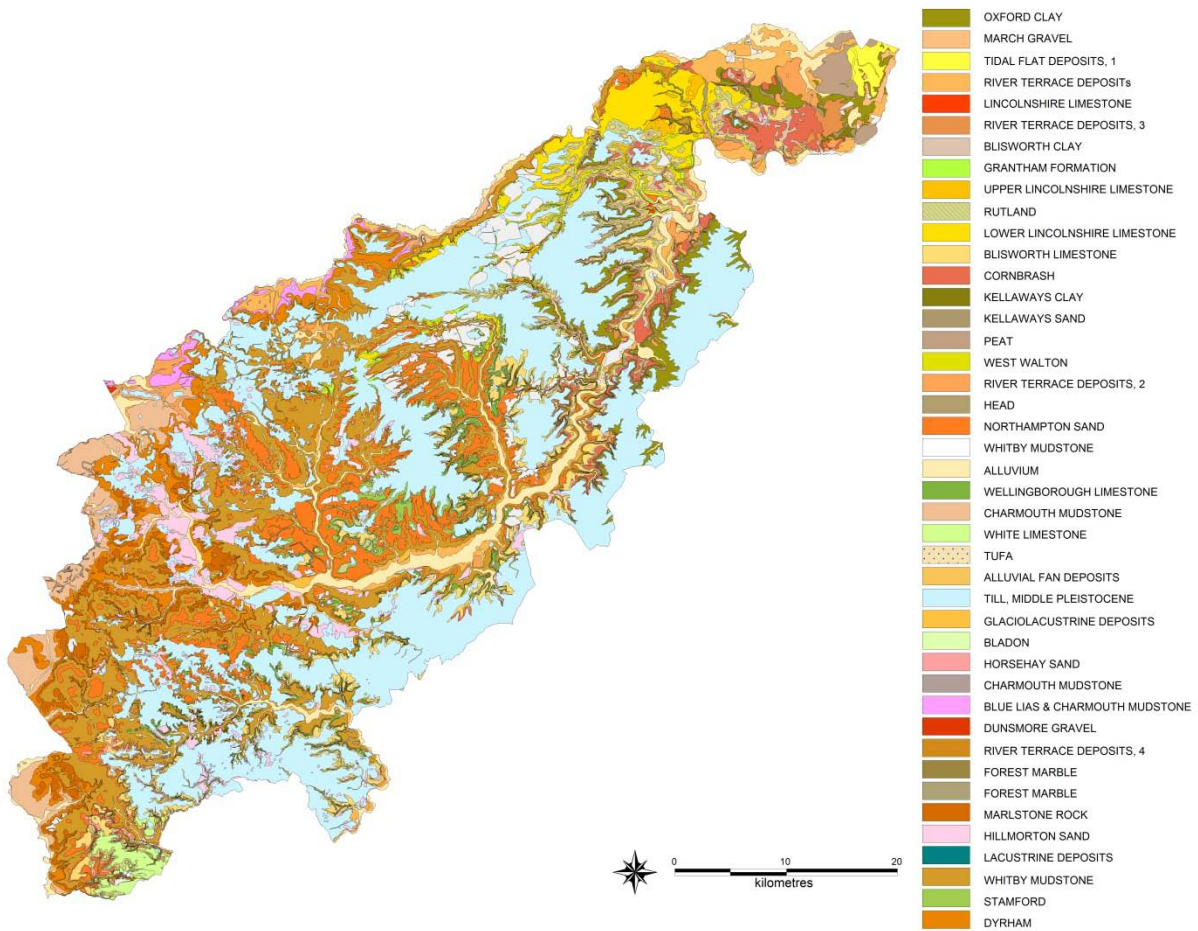 OXFORD CLAY
MARCH GRAVEL
TIDAL FLAT DEPOSITS, 1
RIVER TERRACE DEPOSITs
LINCOLNSHIRE LIMESTONE
RIVER TERRACE DEPOSITS, 3
BLISWORTH CLAY
GRANTHAM FORMATION
UPPER LINCOLNSHIRE LIMESTONE
RUTLAND
LOWER LINCOLNSHIRE LIMESTONE
BLISWORTH LIMESTONE
CORNBRASH
KELLAWAYS CLAY
KELLAWAYS SAND
PEAT
WEST WALTON
RIVER TERRACE DEPOSITS, 2
HEAD
NORTHAMPTON SAND
WHITBY MUDSTONE
ALLUVIUM
WELLINGBOROUGH LIMESTONE
CHARMOUTH MUDSTONE
WHITE LIMESTONE
TUFA
ALLUVIAL FAN DEPOSITS
TILL, MIDDLE PLEISTOCENE
GLACIOLACUSTRINE DEPOSITS
BLADON
HORSEHAY SAND
CHARMOUTH MUDSTONE
BLUE LIAS & CHARMOUTH MUDSTONE
DUNSMORE GRAVEL
RIVER TERRACE DEPOSITS, 4
FOREST MARBLE
FOREST MARBLE
MARLSTONE ROCK
HILLMORTON SAND
LACUSTRINE DEPOSITS
WHITBY MUDSTONE
STAMFORD
DYRHAM
0 10 20
kilometres